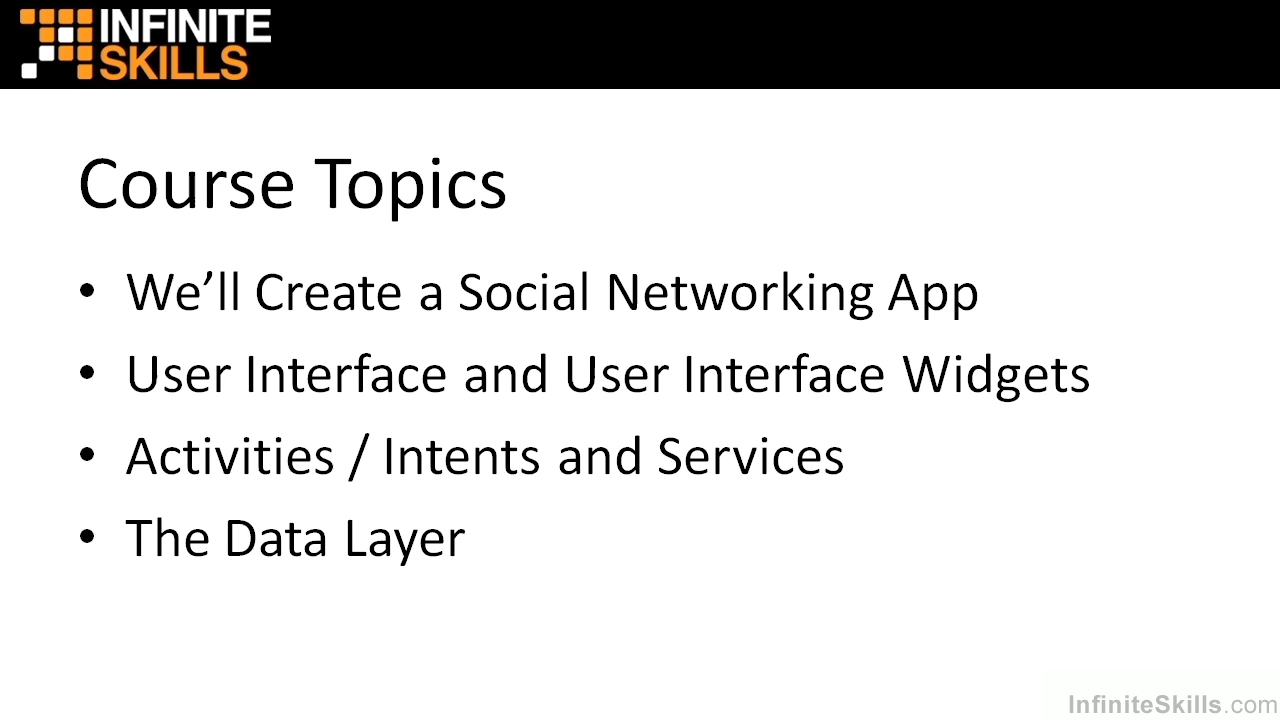 INFINITE
SKILLS
Course Topics
• We’ll Create a Social Networking App
• User Interface and User Interface Widgets
• Activities / Intents and Services
• The Data Layer
InfiniteSkills.com